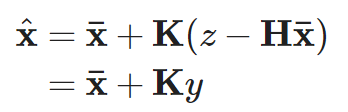 x̂ = x̄ + K(z − Hx̄)
= x̄ + Ky